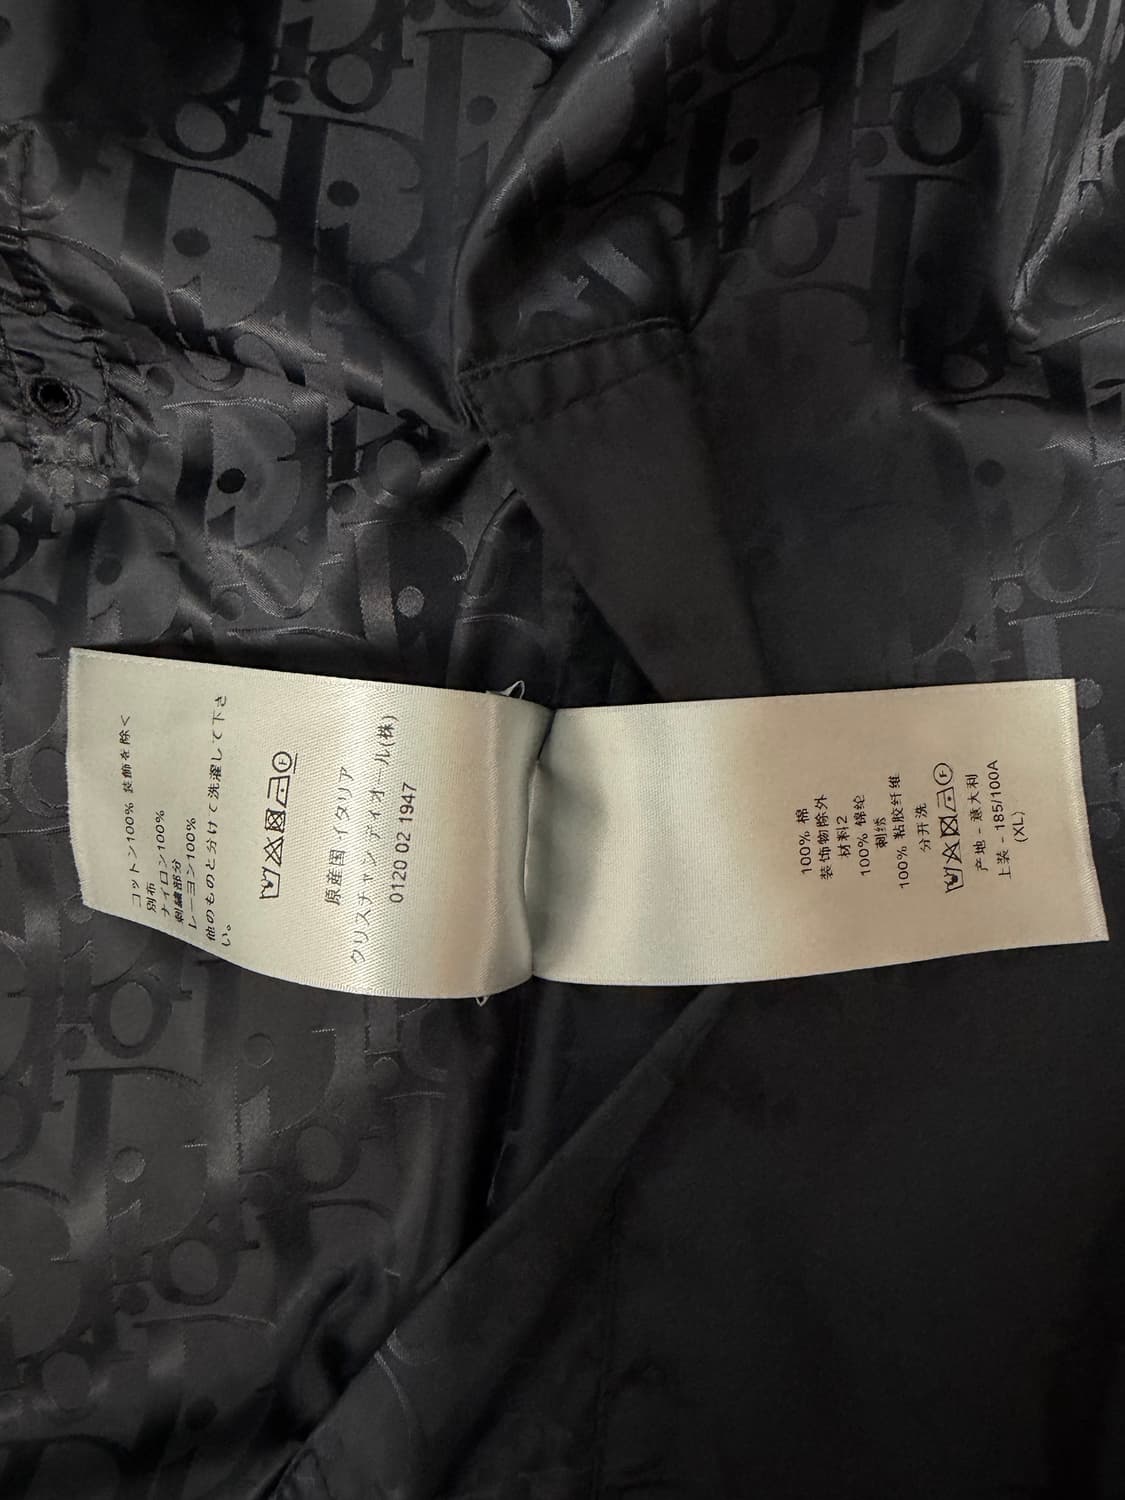 コットン100% 装飾を除く
別布
ナイロン100%
刺繍部分
レーヨン100%
他のものと分けて洗濯して下さ
い。
原産国 イタリア
クリスチャン ディオール(株)
0120 02 1947
100% 棉
装饰物除外
材料2
100% 锦纶
刺绣
100% 粘胶纤维
分开洗
产地 - 意大利
上装 - 185/100A
(XL)
Dior